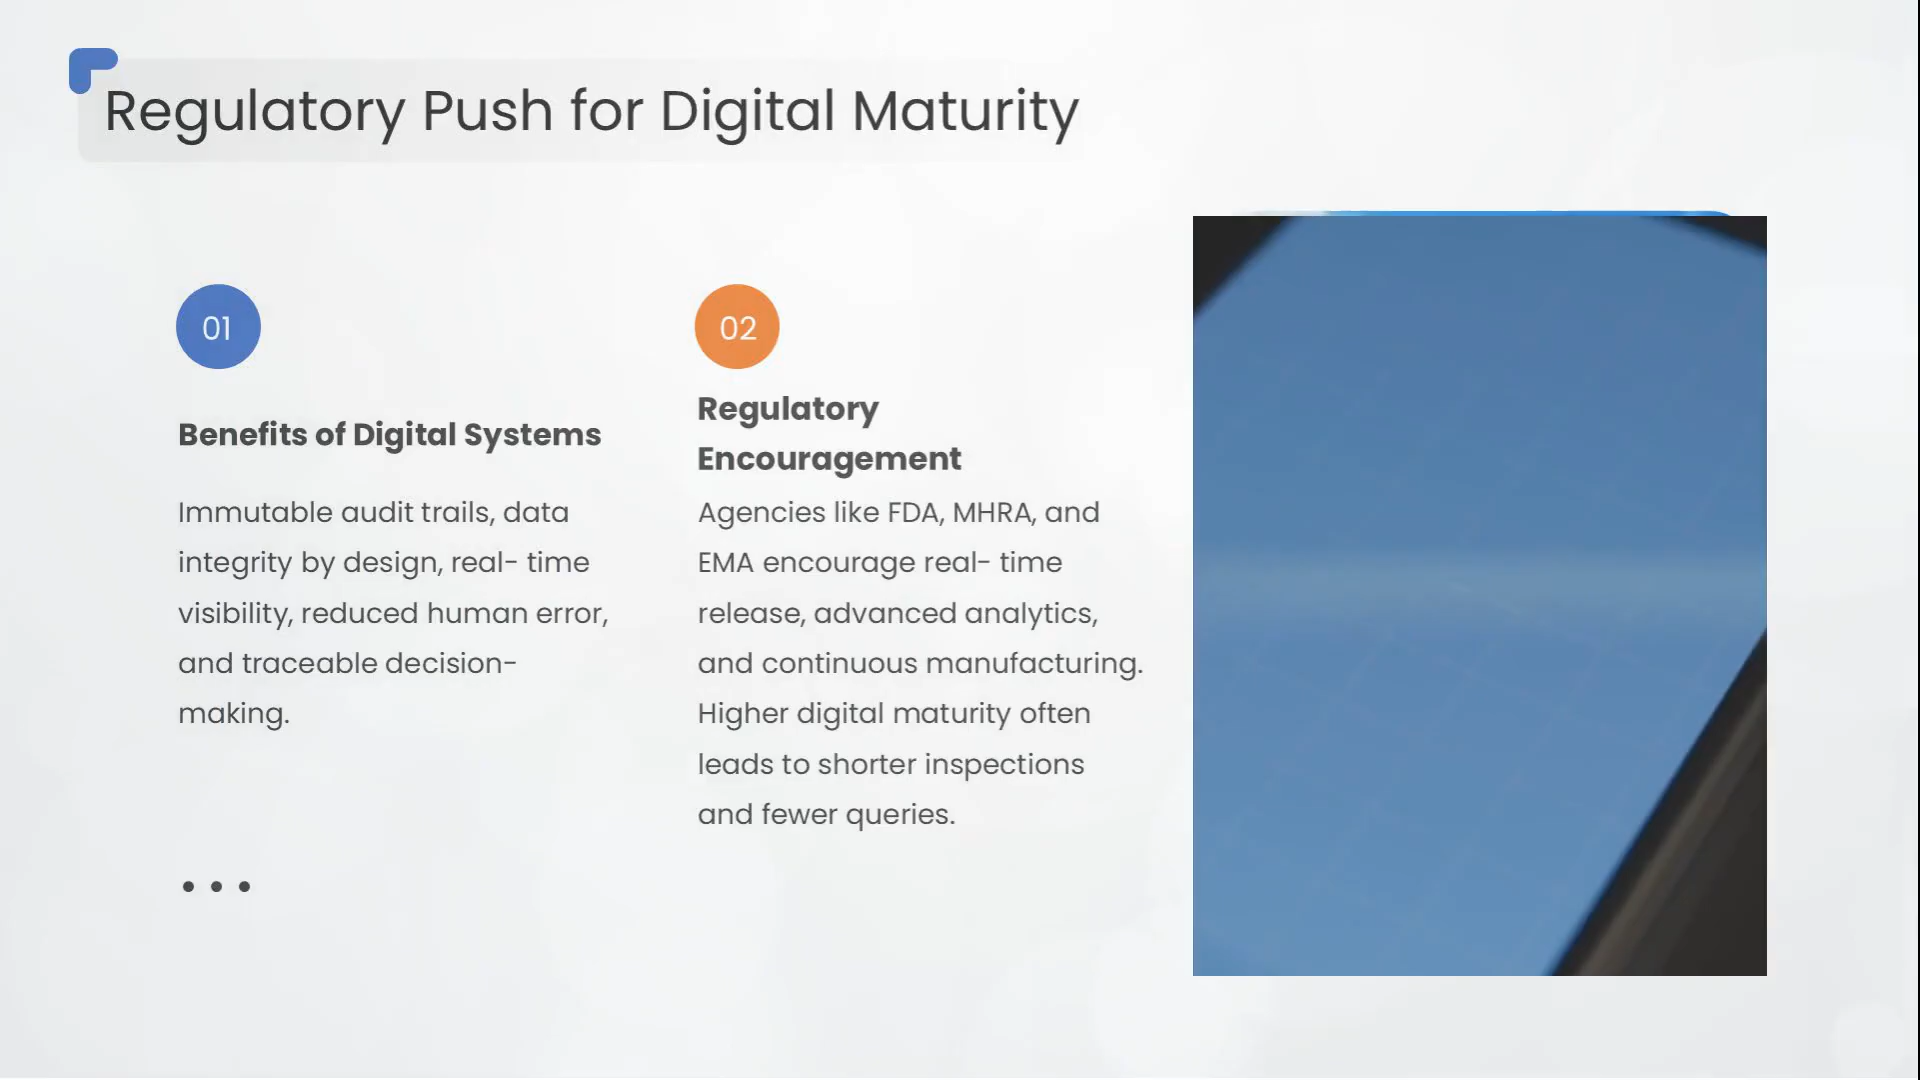 Regulatory Push for Digital Maturity
01
Benefits of Digital Systems
Immutable audit trails, data
integrity by design, real- time
visibility, reduced human error,
and traceable decision-
making.
02
Regulatory
Encouragement
Agencies like FDA, MHRA, and
EMA encourage real- time
release, advanced analytics,
and continuous manufacturing.
Higher digital maturity often
leads to shorter inspections
and fewer queries.